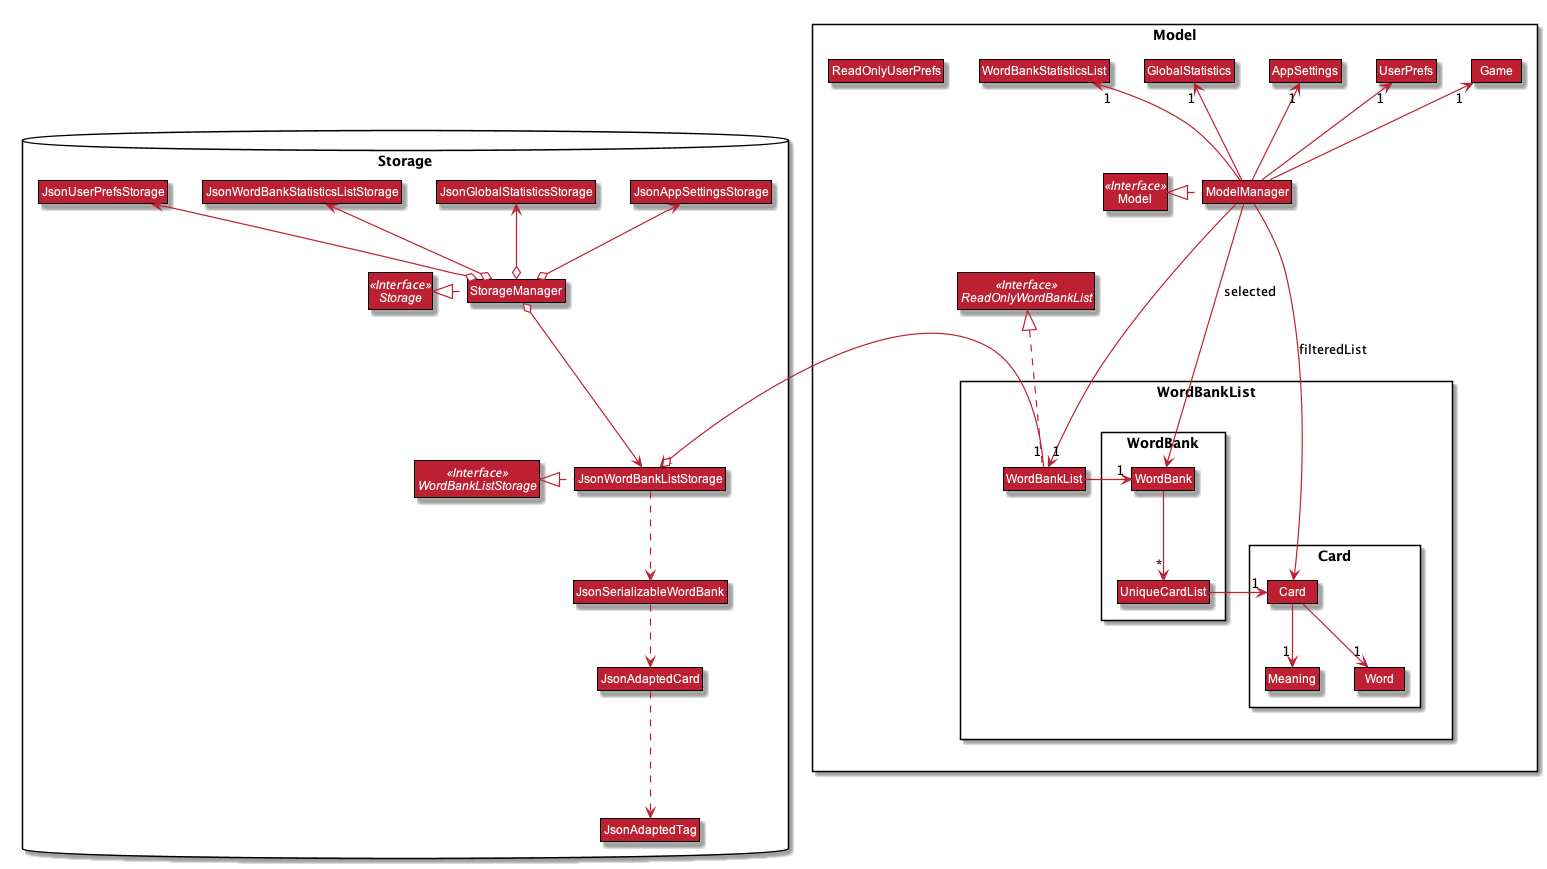 Model
ReadOnlyUserPrefs
WordBankStatisticsList
GlobalStatistics
AppSettings
UserPrefs
Game
1
1
1
1
1
«Interface»
Model
ModelManager
Storage
JsonUserPrefsStorage
JsonWordBankStatisticsListStorage
JsonGlobalStatisticsStorage
JsonAppSettingsStorage
«Interface»
Storage
StorageManager
«Interface»
ReadOnlyWordBankList
selected
filteredList
WordBankList
WordBank
1
1
«Interface»
WordBankListStorage
JsonWordBankListStorage
WordBankList
1
WordBank
Card
*
JsonSerializableWordBank
UniqueCardList
1
Card
1
1
JsonAdaptedCard
Meaning
Word
JsonAdaptedTag